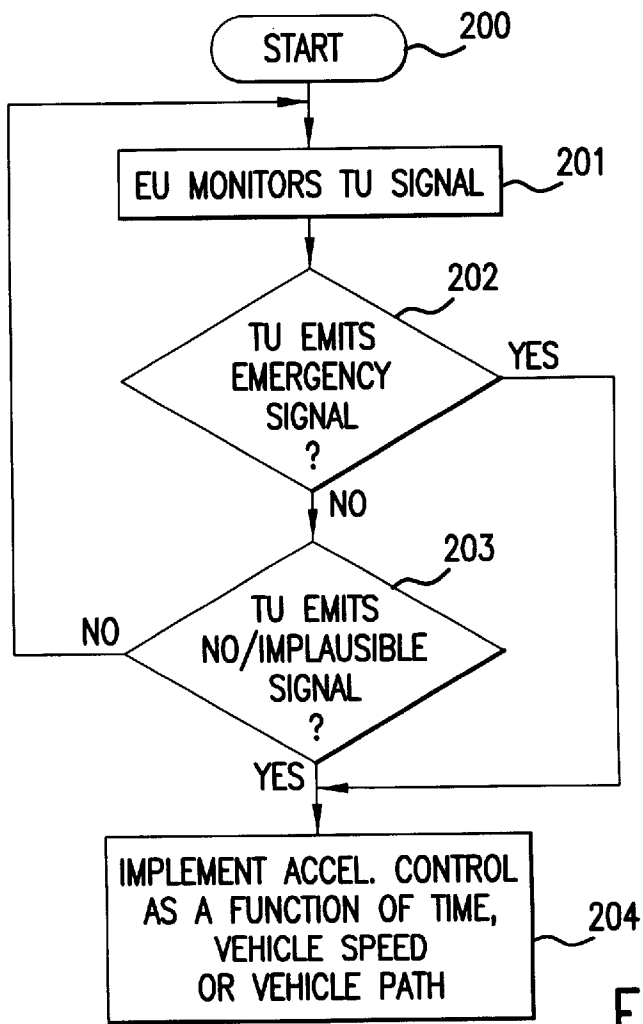 START
200
EU MONITORS TU SIGNAL
201
202
TU EMITS
EMERGENCY
SIGNAL
?
YES
NO
203
TU EMITS
NO/IMPLAUSIBLE
SIGNAL
?
NO
YES
IMPLEMENT ACCEL. CONTROL
AS A FUNCTION OF TIME,
VEHICLE SPEED
OR VEHICLE PATH
204